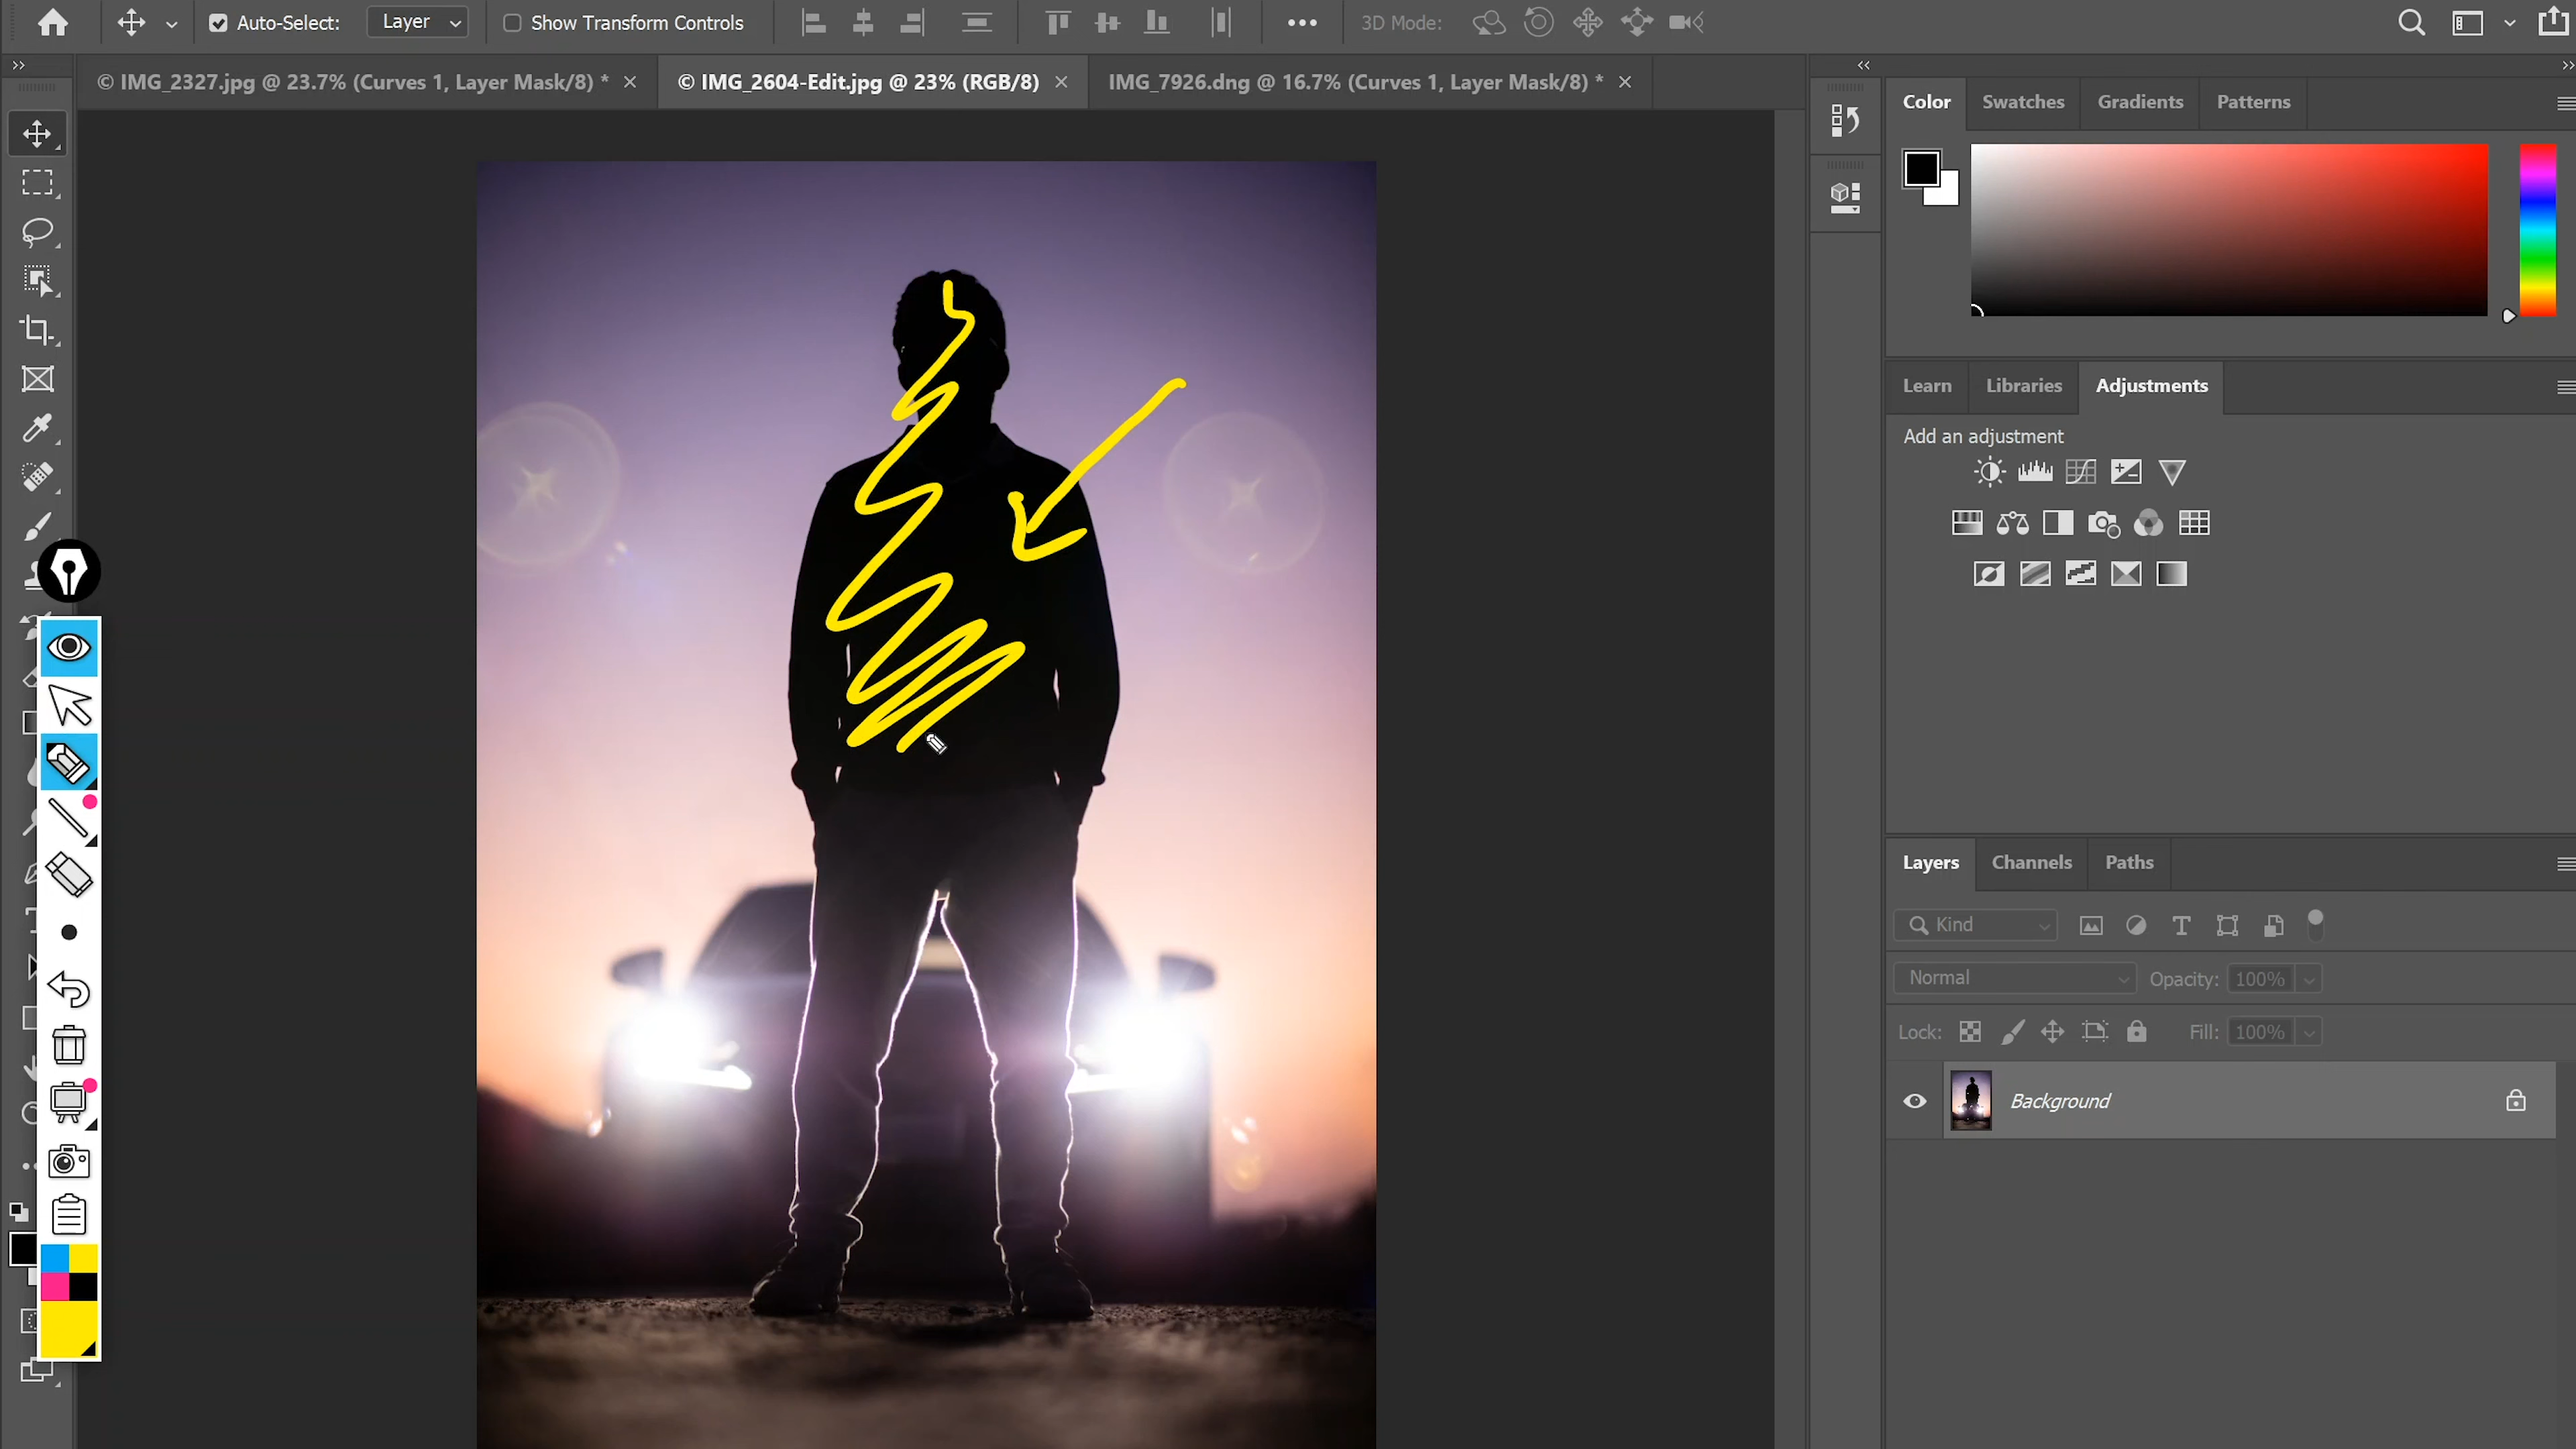 Auto-Select: Layer Show Transform Controls 3D Mode:
© IMG_2327.jpg @ 23.7% (Curves 1, Layer Mask/8) * © IMG_2604-Edit.jpg @ 23% (RGB/8) IMG_7926.dng @ 16.7% (Curves 1, Layer Mask/8) *
Color Swatches Gradients Patterns
Learn Libraries Adjustments
Add an adjustment
Layers Channels Paths
Kind
Normal Opacity: 100%
Lock: Fill: 100%
Background